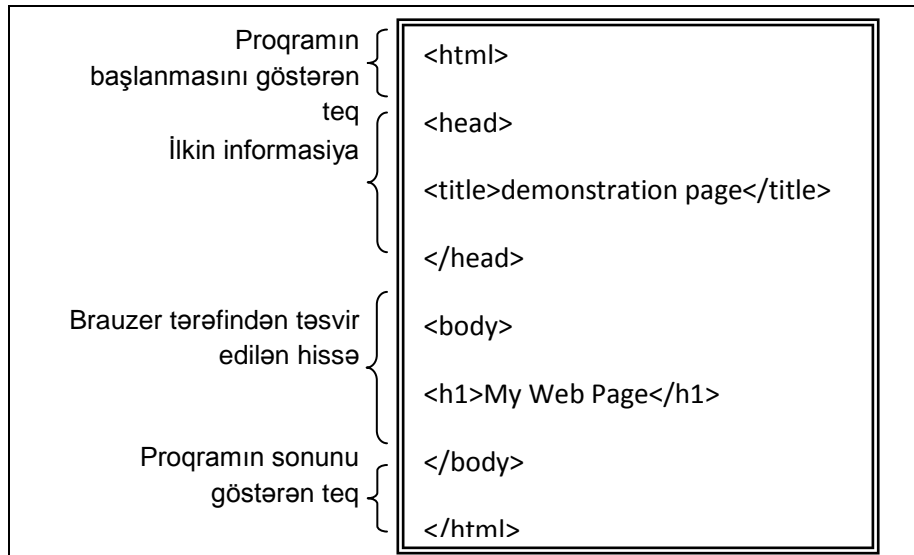 Proqramın
başlanmasını göstərən
teq
İlkin informasiya
Brauzer tərəfindən təsvir
edilən hissə
Proqramın sonunu
göstərən teq
<html>
<head>
<title>demonstration page</title>
</head>
<body>
<h1>My Web Page</h1>
</body>
</html>